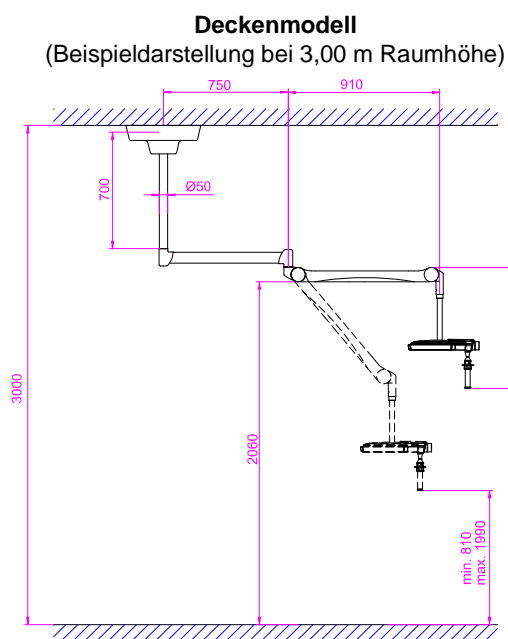 Deckenmodell
(Beispieldarstellung bei 3,00 m Raumhöhe)
750
910
700
Ø50
3000
2060
min. 810
max. 1990